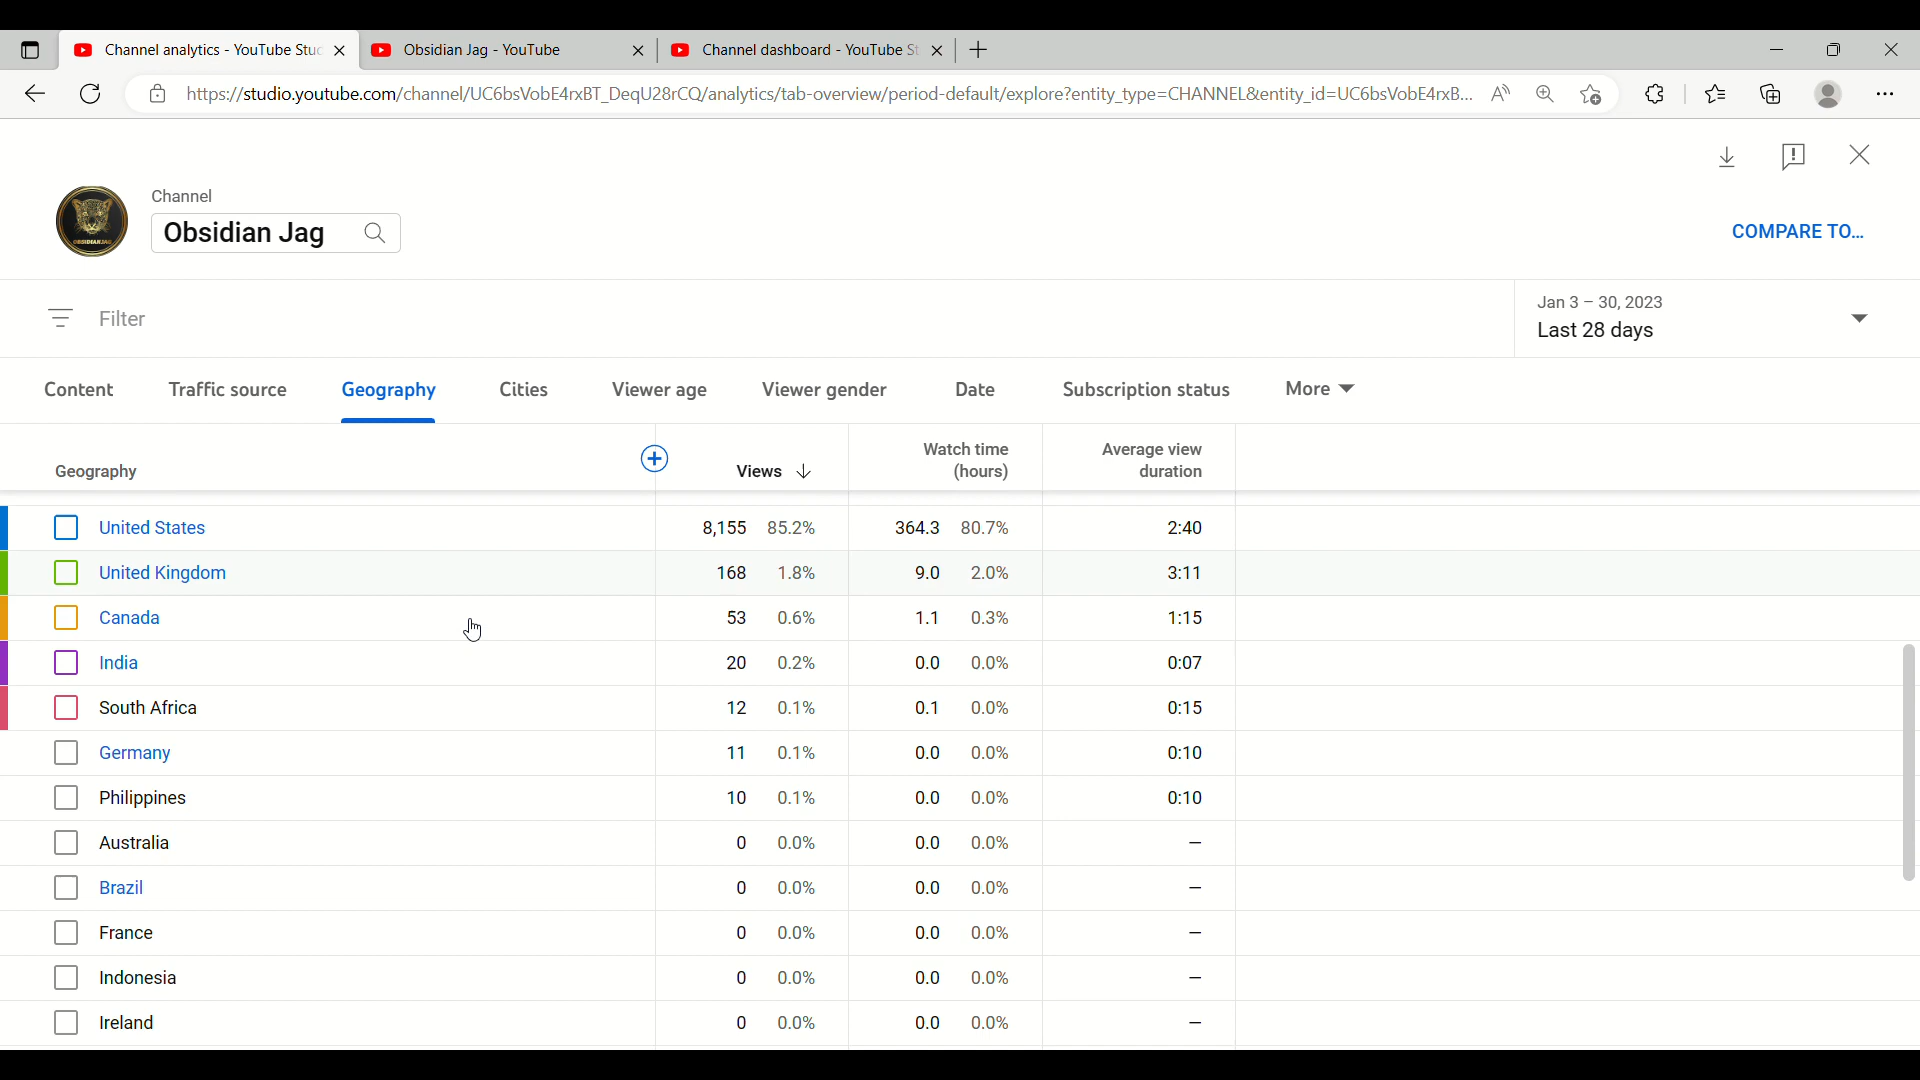 Channel analytics - YouTube Stuc
Obsidian Jag - YouTube
Channel dashboard - YouTube St
https://studio.youtube.com/channel/UC6bsVobE4rxBT_DeqU28rCQ/analytics/tab-overview/period-default/explore?entity_type=CHANNEL&entity_id=UC6bsVobE4rxB...
Channel
OBSIDIANJAG
Obsidian Jag
COMPARE TO...
Filter
Jan 3 – 30, 2023
Last 28 days
Content Traffic source Geography Cities Viewer age Viewer gender Date Subscription status More
Geography Views Watch time (hours) Average view duration
United States 8,155 85.2% 364.3 80.7% 2:40
United Kingdom 168 1.8% 9.0 2.0% 3:11
Canada 53 0.6% 1.1 0.3% 1:15
India 20 0.2% 0.0 0.0% 0:07
South Africa 12 0.1% 0.1 0.0% 0:15
Germany 11 0.1% 0.0 0.0% 0:10
Philippines 10 0.1% 0.0 0.0% 0:10
Australia 0 0.0% 0.0 0.0% –
Brazil 0 0.0% 0.0 0.0% –
France 0 0.0% 0.0 0.0% –
Indonesia 0 0.0% 0.0 0.0% –
Ireland 0 0.0% 0.0 0.0% –